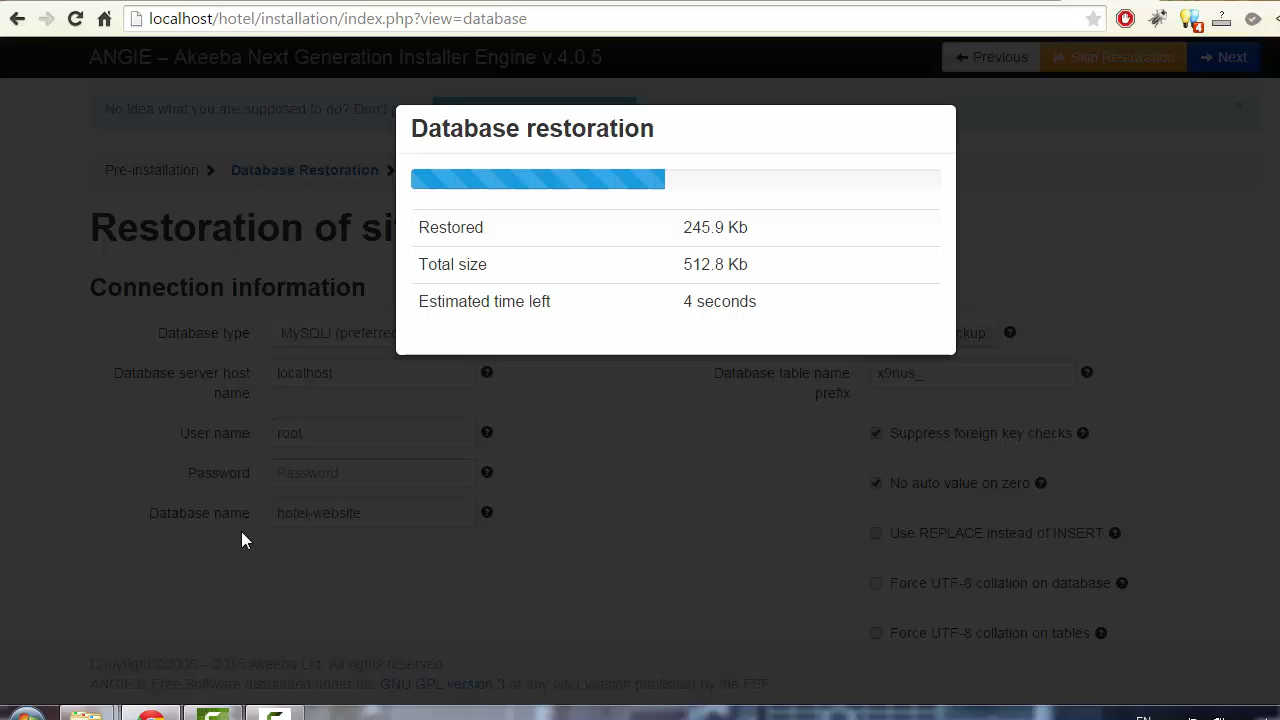 localhost/hotel/installation/index.php?view=database
4
ANGIE – Akeeba Next Generation Installer Engine v.4.0.5
Previous
Skip Restoration
Next
No idea what you are supposed to do? Don't
Pre-installation
Database Restoration
Database restoration
Restored 245.9 Kb
Total size 512.8 Kb
Estimated time left 4 seconds
Restoration of si
Connection information
Database type MySQLi (preferred
Database server host name localhost
User name root
Password Password
Database name hotel-website
ckup
Database table name prefix x9nus_
Suppress foreign key checks
No auto value on zero
Use REPLACE instead of INSERT
Force UTF-8 collation on database
Force UTF-8 collation on tables
Copyright ©2006 – 2015 Akeeba Ltd. All rights reserved.
ANGIE is Free Software distributed under the GNU GPL version 3 or any later version published by the FSF.
EN